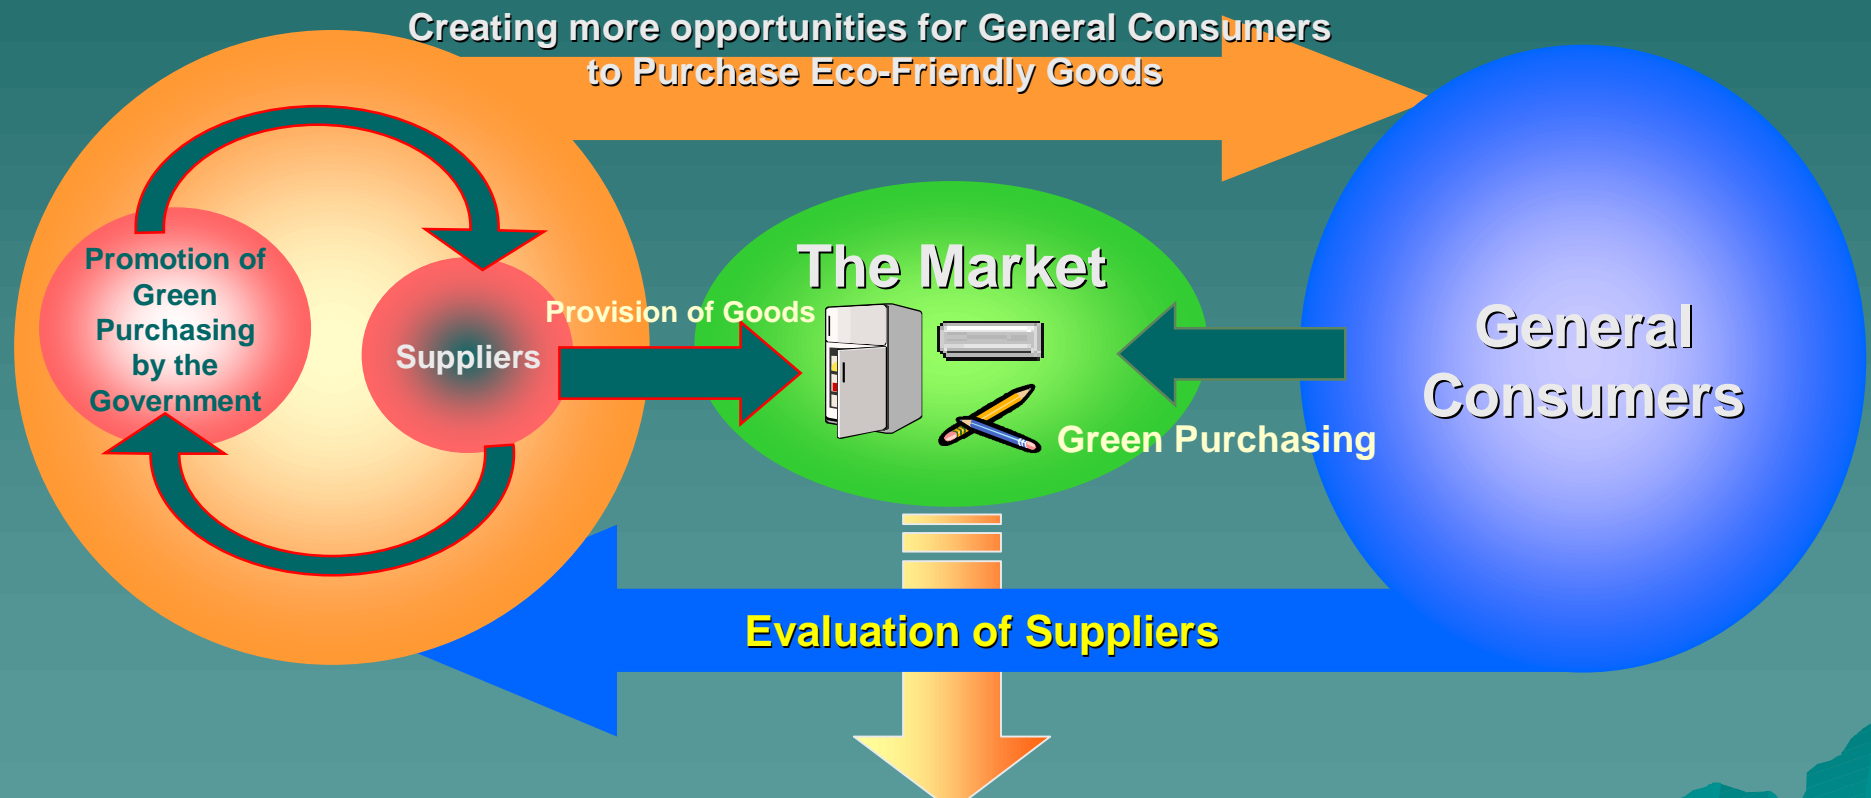 Creating more opportunities for General Consumers
to Purchase Eco-Friendly Goods
Promotion of
Green
Purchasing
by the
Government
Suppliers
Provision of Goods
The Market
Green Purchasing
General
Consumers
Evaluation of Suppliers